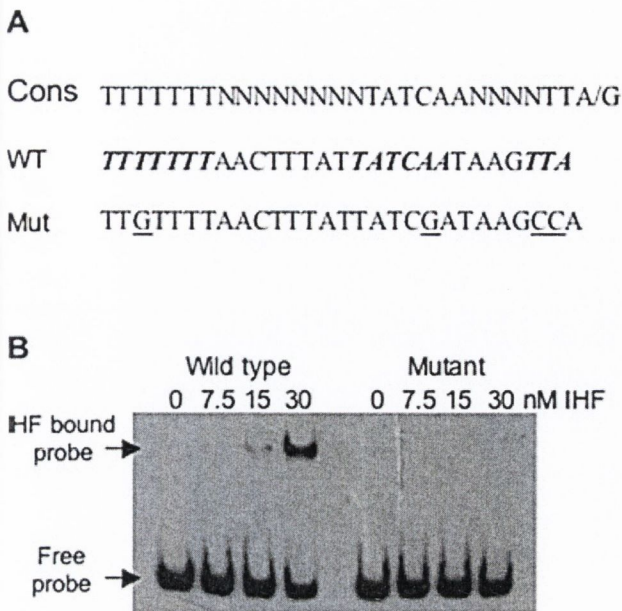 A
Cons TTTTTTTNNNNNNNNTATCAANNNNTTA/G
WT TTTTTTTAACTTTATTATCAATAAGTTA
Mut TTGTTTTAACTTTATTATCGATAAGCCA
B
Wild type Mutant
0 7.5 15 30 0 7.5 15 30 nM IHF
IHF bound
probe
Free
probe